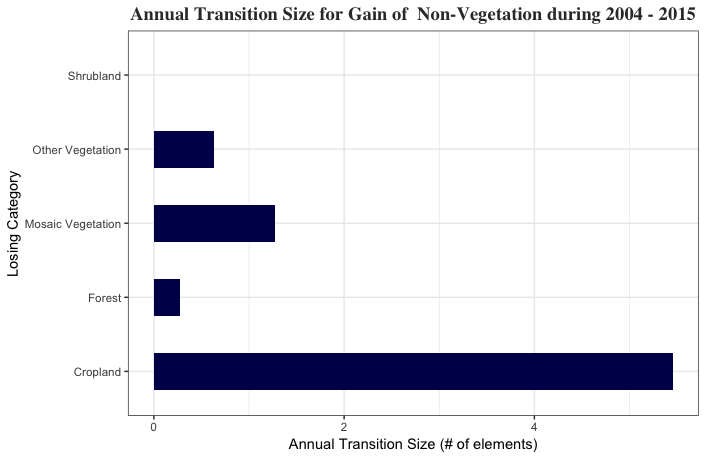 Annual Transition Size for Gain of  Non-Vegetation during 2004 - 2015
Losing Category
Shrubland
Other Vegetation
Mosaic Vegetation
Forest
Cropland
0 2 4
Annual Transition Size (# of elements)